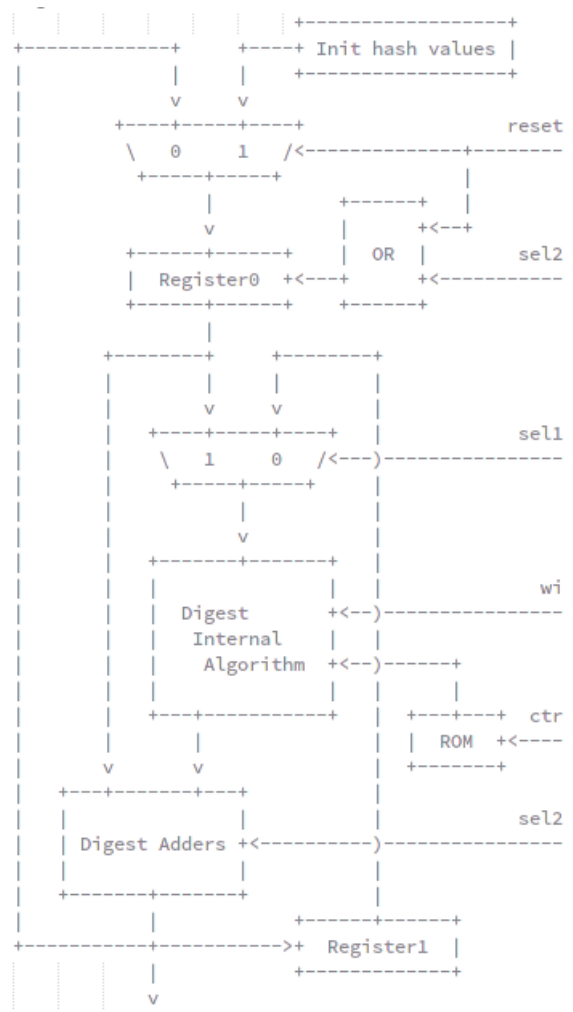 Init hash values
reset
0 1
OR
sel2
Register0
sel1
1 0
wi
Digest
Internal
Algorithm
ctr
ROM
sel2
Digest Adders
Register1